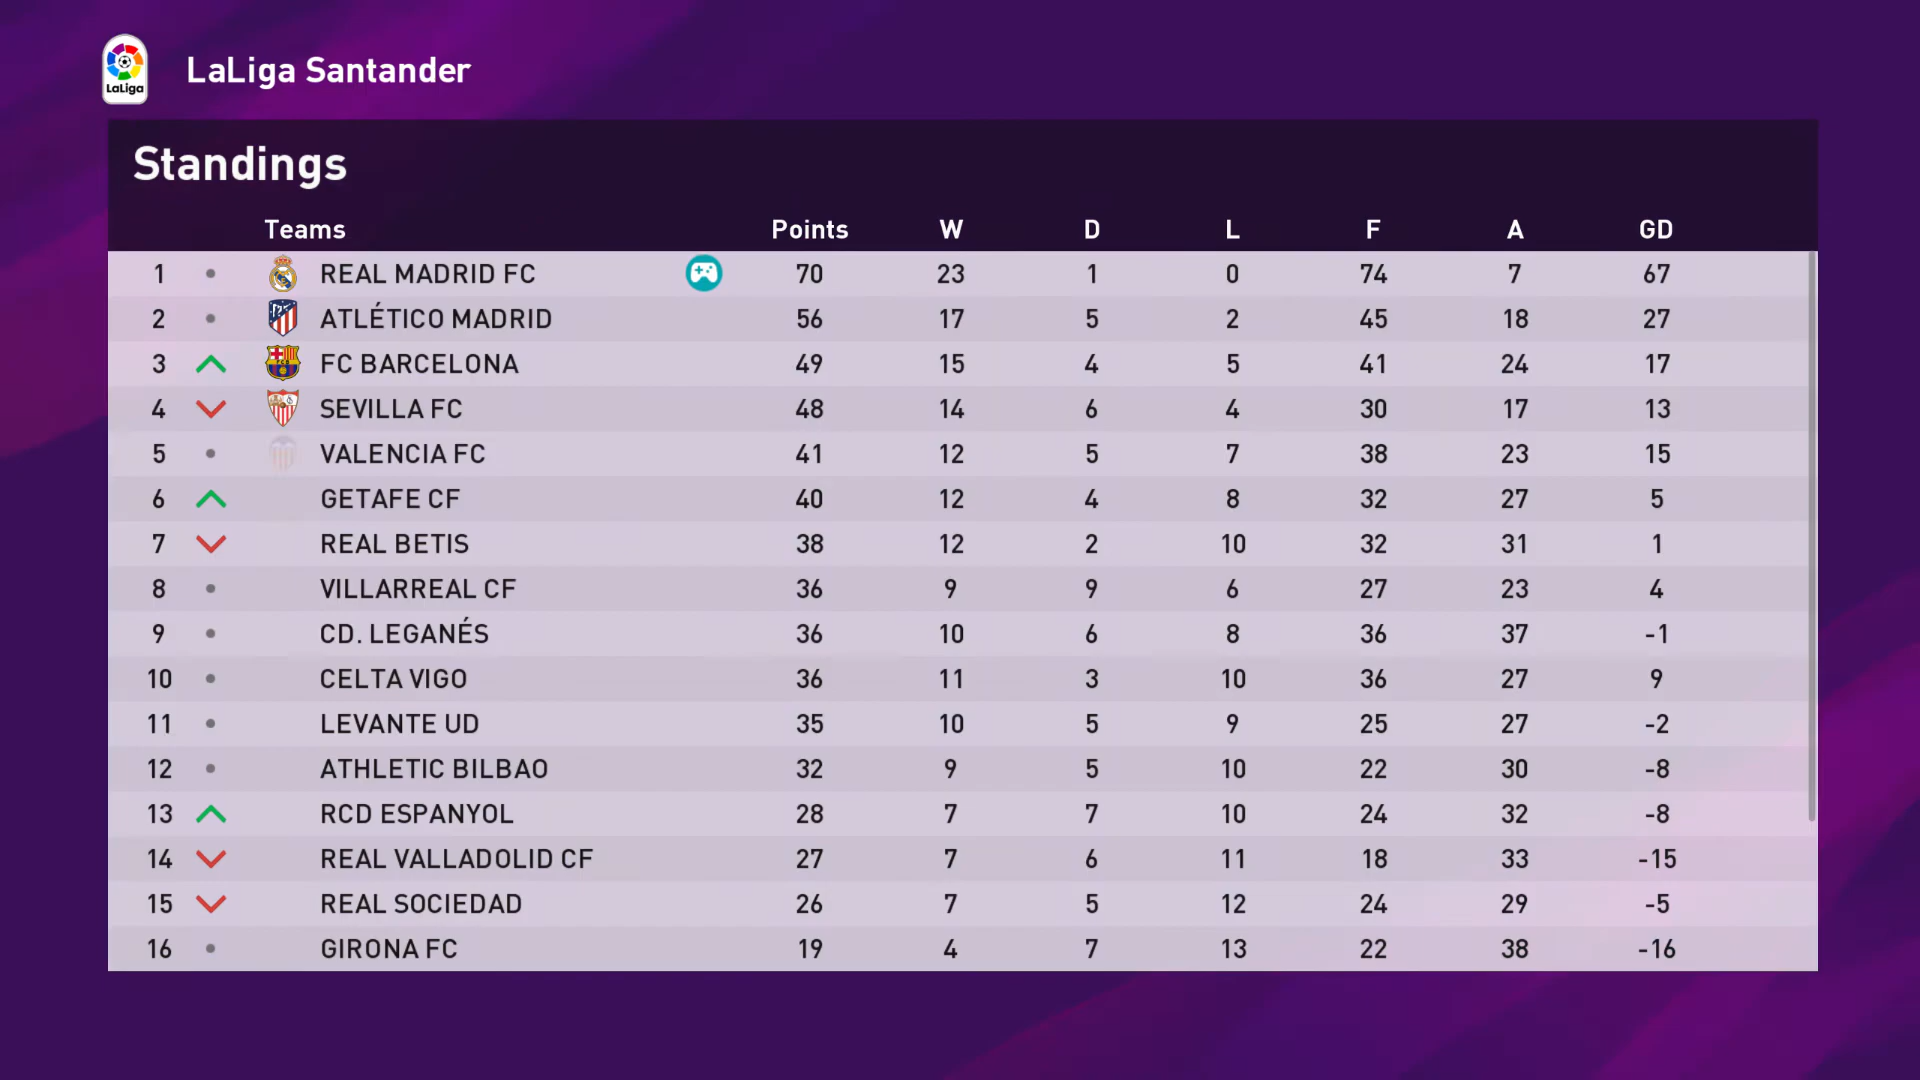 LaLiga
LaLiga Santander
Standings
Teams Points W D L F A GD
1 REAL MADRID FC 70 23 1 0 74 7 67
2 ATLÉTICO MADRID 56 17 5 2 45 18 27
3 FC BARCELONA 49 15 4 5 41 24 17
4 SEVILLA FC 48 14 6 4 30 17 13
5 VALENCIA FC 41 12 5 7 38 23 15
6 GETAFE CF 40 12 4 8 32 27 5
7 REAL BETIS 38 12 2 10 32 31 1
8 VILLARREAL CF 36 9 9 6 27 23 4
9 CD. LEGANÉS 36 10 6 8 36 37 -1
10 CELTA VIGO 36 11 3 10 36 27 9
11 LEVANTE UD 35 10 5 9 25 27 -2
12 ATHLETIC BILBAO 32 9 5 10 22 30 -8
13 RCD ESPANYOL 28 7 7 10 24 32 -8
14 REAL VALLADOLID CF 27 7 6 11 18 33 -15
15 REAL SOCIEDAD 26 7 5 12 24 29 -5
16 GIRONA FC 19 4 7 13 22 38 -16